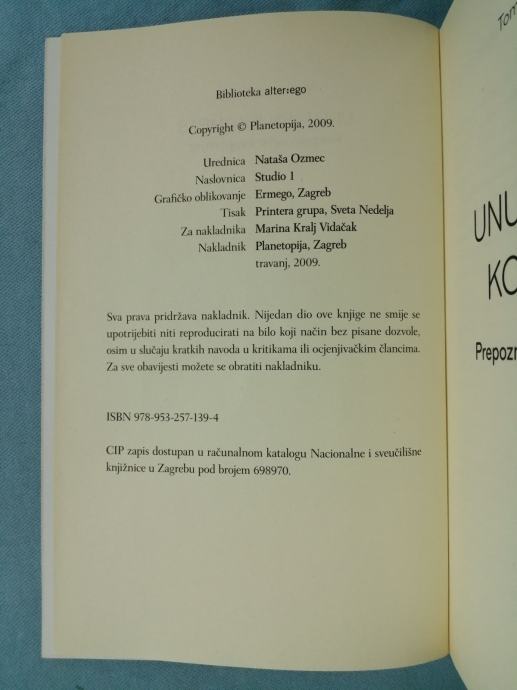 Biblioteka alter:ego
Copyright © Planetopija, 2009.
Urednica Nataša Ozmec
Naslovnica Studio 1
Grafičko oblikovanje Ermego, Zagreb
Tisak Printera grupa, Sveta Nedelja
Za nakladnika Marina Kralj Vidačak
Nakladnik Planetopija, Zagreb
travanj, 2009.
Sva prava pridržava nakladnik. Nijedan dio ove knjige ne smije se
upotrijebiti niti reproducirati na bilo koji način bez pisane dozvole,
osim u slučaju kratkih navoda u kritikama ili ocjenjivačkim člancima.
Za sve obavijesti možete se obratiti nakladniku.
ISBN 978-953-257-139-4
CIP zapis dostupan u računalnom katalogu Nacionalne i sveučilišne
knjižnice u Zagrebu pod brojem 698970.
Tom
UNU
KO
Prepozn